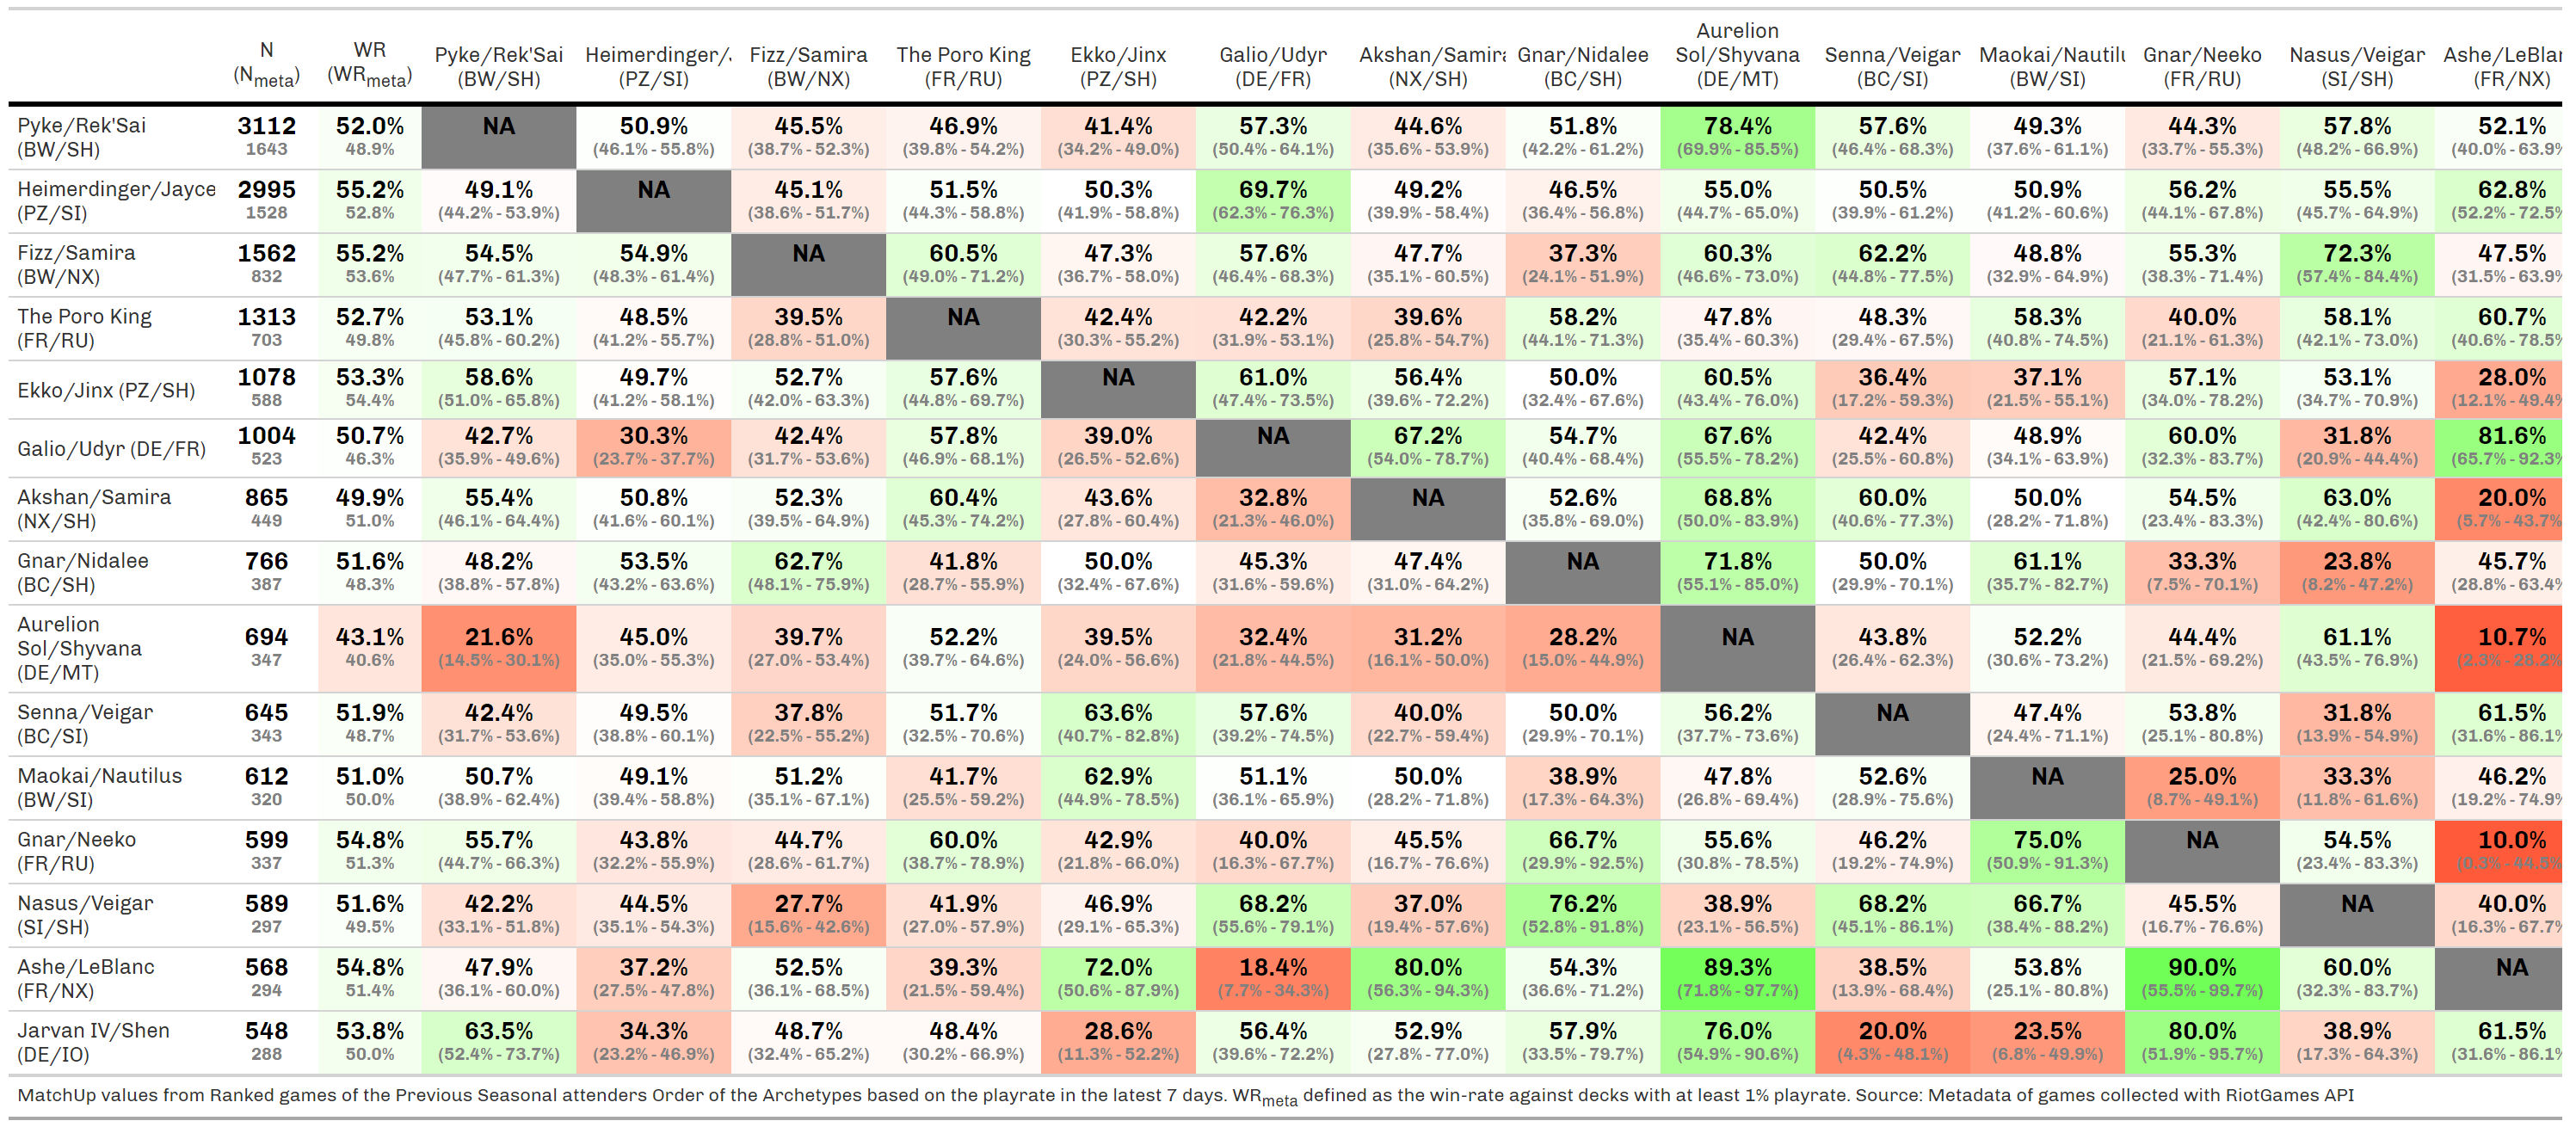 N WR Pyke/Rek'Sai Heimerdinger/J Fizz/Samira The Poro King Ekko/Jinx Galio/Udyr Akshan/Samira Gnar/Nidalee Aurelion Sol/Shyvana Senna/Veigar Maokai/Nautilu Gnar/Neeko Nasus/Veigar Ashe/LeBlan
(Nmeta) (WRmeta) (BW/SH) (PZ/SI) (BW/NX) (FR/RU) (PZ/SH) (DE/FR) (NX/SH) (BC/SH) (DE/MT) (BC/SI) (BW/SI) (FR/RU) (SI/SH) (FR/NX)
Pyke/Rek'Sai 3112 52.0% NA 50.9% 45.5% 46.9% 41.4% 57.3% 44.6% 51.8% 78.4% 57.6% 49.3% 44.3% 57.8% 52.1%
(BW/SH) 1643 48.9% (46.1% - 55.8%) (38.7% - 52.3%) (39.8% - 54.2%) (34.2% - 49.0%) (50.4% - 64.1%) (35.6% - 53.9%) (42.2% - 61.2%) (69.9% - 85.5%) (46.4% - 68.3%) (37.6% - 61.1%) (33.7% - 55.3%) (48.2% - 66.9%) (40.0% - 63.9%
Heimerdinger/Jayce 2995 55.2% 49.1% NA 45.1% 51.5% 50.3% 69.7% 49.2% 46.5% 55.0% 50.5% 50.9% 56.2% 55.5% 62.8%
(PZ/SI) 1528 52.8% (44.2% - 53.9%) (38.6% - 51.7%) (44.3% - 58.8%) (41.9% - 58.8%) (62.3% - 76.3%) (39.9% - 58.4%) (36.4% - 56.8%) (44.7% - 65.0%) (39.9% - 61.2%) (41.2% - 60.6%) (44.1% - 67.8%) (45.7% - 64.9%) (52.2% - 72.5%
Fizz/Samira 1562 55.2% 54.5% 54.9% NA 60.5% 47.3% 57.6% 47.7% 37.3% 60.3% 62.2% 48.8% 55.3% 72.3% 47.5%
(BW/NX) 832 53.6% (47.7% - 61.3%) (48.3% - 61.4%) (49.0% - 71.2%) (36.7% - 58.0%) (46.4% - 68.3%) (35.1% - 60.5%) (24.1% - 51.9%) (46.6% - 73.0%) (44.8% - 77.5%) (32.9% - 64.9%) (38.3% - 71.4%) (57.4% - 84.4%) (31.5% - 63.9%
The Poro King 1313 52.7% 53.1% 48.5% 39.5% NA 42.4% 42.2% 39.6% 58.2% 47.8% 48.3% 58.3% 40.0% 58.1% 60.7%
(FR/RU) 703 49.8% (45.8% - 60.2%) (41.2% - 55.7%) (28.8% - 51.0%) (30.3% - 55.2%) (31.9% - 53.1%) (25.8% - 54.7%) (44.1% - 71.3%) (35.4% - 60.3%) (29.4% - 67.5%) (40.8% - 74.5%) (21.1% - 61.3%) (42.1% - 73.0%) (40.6% - 78.5%
Ekko/Jinx (PZ/SH) 1078 53.3% 58.6% 49.7% 52.7% 57.6% NA 61.0% 56.4% 50.0% 60.5% 36.4% 37.1% 57.1% 53.1% 28.0%
588 54.4% (51.0% - 65.8%) (41.2% - 58.1%) (42.0% - 63.3%) (44.8% - 69.7%) (47.4% - 73.5%) (39.6% - 72.2%) (32.4% - 67.6%) (43.4% - 76.0%) (17.2% - 59.3%) (21.5% - 55.1%) (34.0% - 78.2%) (34.7% - 70.9%) (12.1% - 49.4%
Galio/Udyr (DE/FR) 1004 50.7% 42.7% 30.3% 42.4% 57.8% 39.0% NA 67.2% 54.7% 67.6% 42.4% 48.9% 60.0% 31.8% 81.6%
523 46.3% (35.9% - 49.6%) (23.7% - 37.7%) (31.7% - 53.6%) (46.9% - 68.1%) (26.5% - 52.6%) (54.0% - 78.7%) (40.4% - 68.4%) (55.5% - 78.2%) (25.5% - 60.8%) (34.1% - 63.9%) (32.3% - 83.7%) (20.9% - 44.4%) (65.7% - 92.3%
Akshan/Samira 865 49.9% 55.4% 50.8% 52.3% 60.4% 43.6% 32.8% NA 52.6% 68.8% 60.0% 50.0% 54.5% 63.0% 20.0%
(NX/SH) 449 51.0% (46.1% - 64.4%) (41.6% - 60.1%) (39.5% - 64.9%) (45.3% - 74.2%) (27.8% - 60.4%) (21.3% - 46.0%) (35.8% - 69.0%) (50.0% - 83.9%) (40.6% - 77.3%) (28.2% - 71.8%) (23.4% - 83.3%) (42.4% - 80.6%) (5.7% - 43.7%
Gnar/Nidalee 766 51.6% 48.2% 53.5% 62.7% 41.8% 50.0% 45.3% 47.4% NA 71.8% 50.0% 61.1% 33.3% 23.8% 45.7%
(BC/SH) 387 48.3% (38.8% - 57.8%) (43.2% - 63.6%) (48.1% - 75.9%) (28.7% - 55.9%) (32.4% - 67.6%) (31.6% - 59.6%) (31.0% - 64.2%) (55.1% - 85.0%) (29.9% - 70.1%) (35.7% - 82.7%) (7.5% - 70.1%) (8.2% - 47.2%) (28.8% - 63.4%
Aurelion
Sol/Shyvana 694 43.1% 21.6% 45.0% 39.7% 52.2% 39.5% 32.4% 31.2% 28.2% NA 43.8% 52.2% 44.4% 61.1% 10.7%
(DE/MT) 347 40.6% (14.5% - 30.1%) (35.0% - 55.3%) (27.0% - 53.4%) (39.7% - 64.6%) (24.0% - 56.6%) (21.8% - 44.5%) (16.1% - 50.0%) (15.0% - 44.9%) (26.4% - 62.3%) (30.6% - 73.2%) (21.5% - 69.2%) (43.5% - 76.9%) (2.3% - 28.2%
Senna/Veigar 645 51.9% 42.4% 49.5% 37.8% 51.7% 63.6% 57.6% 40.0% 50.0% 56.2% NA 47.4% 53.8% 31.8% 61.5%
(BC/SI) 343 48.7% (31.7% - 53.6%) (38.8% - 60.1%) (22.5% - 55.2%) (32.5% - 70.6%) (40.7% - 82.8%) (39.2% - 74.5%) (22.7% - 59.4%) (29.9% - 70.1%) (37.7% - 73.6%) (24.4% - 71.1%) (25.1% - 80.8%) (13.9% - 54.9%) (31.6% - 86.1%
Maokai/Nautilus 612 51.0% 50.7% 49.1% 51.2% 41.7% 62.9% 51.1% 50.0% 38.9% 47.8% 52.6% NA 25.0% 33.3% 46.2%
(BW/SI) 320 50.0% (38.9% - 62.4%) (39.4% - 58.8%) (35.1% - 67.1%) (25.5% - 59.2%) (44.9% - 78.5%) (36.1% - 65.9%) (28.2% - 71.8%) (17.3% - 64.3%) (26.8% - 69.4%) (28.9% - 75.6%) (8.7% - 49.1%) (11.8% - 61.6%) (19.2% - 74.9%
Gnar/Neeko 599 54.8% 55.7% 43.8% 44.7% 60.0% 42.9% 40.0% 45.5% 66.7% 55.6% 46.2% 75.0% NA 54.5% 10.0%
(FR/RU) 337 51.3% (44.7% - 66.3%) (32.2% - 55.9%) (28.6% - 61.7%) (38.7% - 78.9%) (21.8% - 66.0%) (16.3% - 67.7%) (16.7% - 76.6%) (29.9% - 92.5%) (30.8% - 78.5%) (19.2% - 74.9%) (50.9% - 91.3%) (23.4% - 83.3%) (0.3% - 44.5%
Nasus/Veigar 589 51.6% 42.2% 44.5% 27.7% 41.9% 46.9% 68.2% 37.0% 76.2% 38.9% 68.2% 66.7% 45.5% NA 40.0%
(SI/SH) 297 49.5% (33.1% - 51.8%) (35.1% - 54.3%) (15.6% - 42.6%) (27.0% - 57.9%) (29.1% - 65.3%) (55.6% - 79.1%) (19.4% - 57.6%) (52.8% - 91.8%) (23.1% - 56.5%) (45.1% - 86.1%) (38.4% - 88.2%) (16.7% - 76.6%) (16.3% - 67.7%
Ashe/LeBlanc 568 54.8% 47.9% 37.2% 52.5% 39.3% 72.0% 18.4% 80.0% 54.3% 89.3% 38.5% 53.8% 90.0% 60.0% NA
(FR/NX) 294 51.4% (36.1% - 60.0%) (27.5% - 47.8%) (36.1% - 68.5%) (21.5% - 59.4%) (50.6% - 87.9%) (7.7% - 34.3%) (56.3% - 94.3%) (36.6% - 71.2%) (71.8% - 97.7%) (13.9% - 68.4%) (25.1% - 80.8%) (55.5% - 99.7%) (32.3% - 83.7%)
Jarvan IV/Shen 548 53.8% 63.5% 34.3% 48.7% 48.4% 28.6% 56.4% 52.9% 57.9% 76.0% 20.0% 23.5% 80.0% 38.9% 61.5%
(DE/IO) 288 50.0% (52.4% - 73.7%) (23.2% - 46.9%) (32.4% - 65.2%) (30.2% - 66.9%) (11.3% - 52.2%) (39.6% - 72.2%) (27.8% - 77.0%) (33.5% - 79.7%) (54.9% - 90.6%) (4.3% - 48.1%) (6.8% - 49.9%) (51.9% - 95.7%) (17.3% - 64.3%) (31.6% - 86.1%
MatchUp values from Ranked games of the Previous Seasonal attenders Order of the Archetypes based on the playrate in the latest 7 days. WRmeta defined as the win-rate against decks with at least 1% playrate. Source: Metadata of games collected with RiotGames API